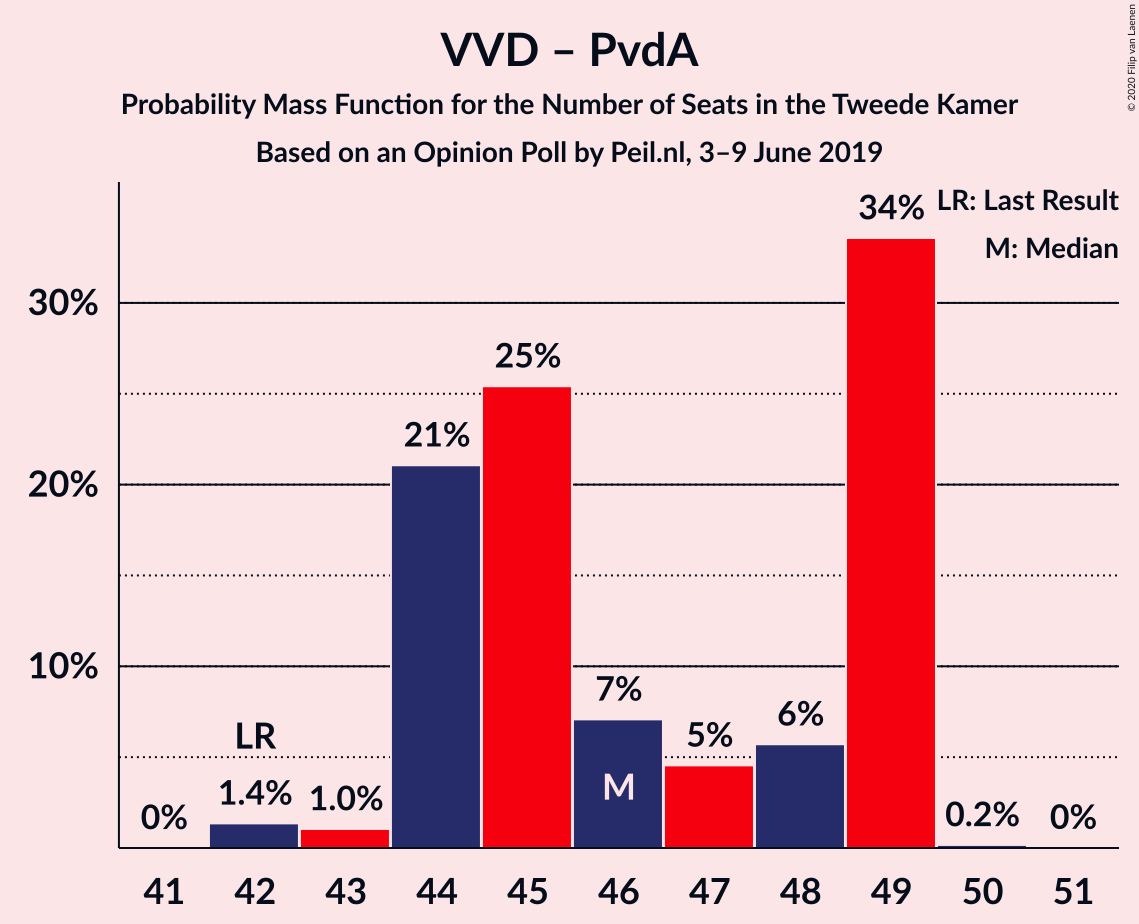 VVD – PvdA
Probability Mass Function for the Number of Seats in the Tweede Kamer
Based on an Opinion Poll by Peil.nl, 3–9 June 2019
© 2020 Filip van Laenen
LR: Last Result
M: Median
30%
20%
10%
0%
LR
1.4%
1.0%
21%
25%
7%
M
5%
6%
34%
0.2%
0%
41 42 43 44 45 46 47 48 49 50 51